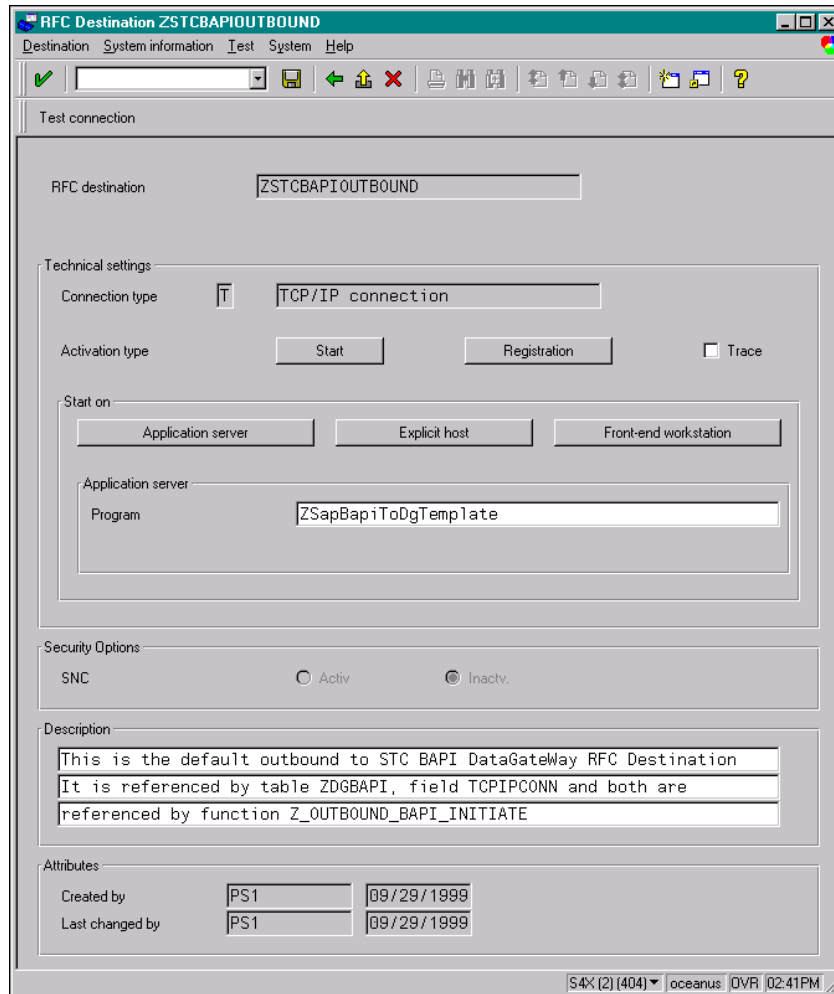 RFC Destination ZSTCBAPIOUTBOUND
Destination System information Test System Help
Test connection
RFC destination ZSTCBAPIOUTBOUND
Technical settings
Connection type T TCP/IP connection
Activation type Start Registration Trace
Start on
Application server Explicit host Front-end workstation
Application server
Program ZSapBapiToDgTemplate
Security Options
SNC Activ Inactv.
Description
This is the default outbound to STC BAPI DataGateWay RFC Destination
It is referenced by table ZDGBAPI, field TCPIPCONN and both are
referenced by function Z_OUTBOUND_BAPI_INITIATE
Attributes
Created by PS1 09/29/1999
Last changed by PS1 09/29/1999
S4X (2) (404) oceanus OVR 02:41PM